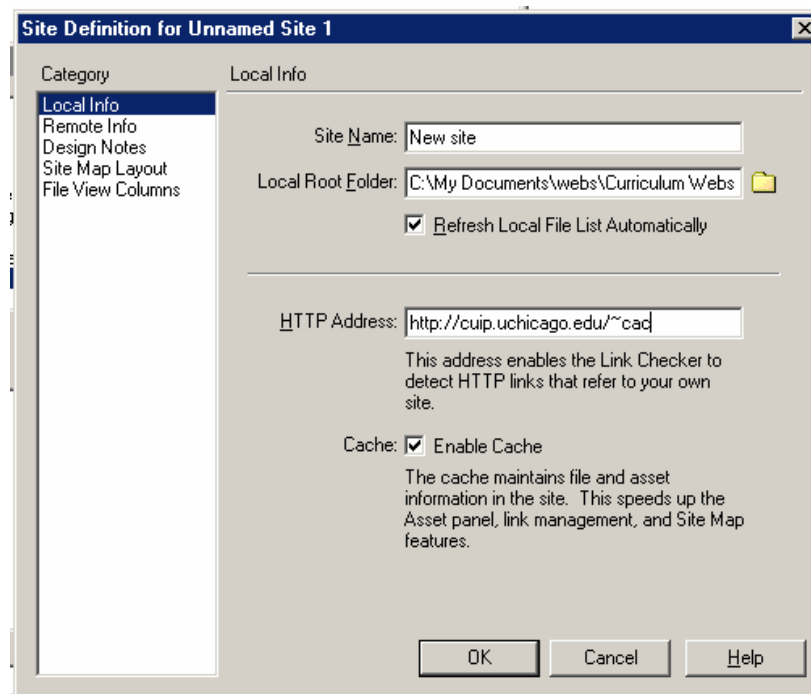 Site Definition for Unnamed Site 1
Category
Local Info
Remote Info
Design Notes
Site Map Layout
File View Columns
Local Info
Site Name: New site
Local Root Folder: C:\My Documents\webs\Curriculum Webs
Refresh Local File List Automatically
HTTP Address: http://cuip.uchicago.edu/~cac
This address enables the Link Checker to
detect HTTP links that refer to your own
site.
Cache: Enable Cache
The cache maintains file and asset
information in the site. This speeds up the
Asset panel, link management, and Site Map
features.
OK Cancel Help